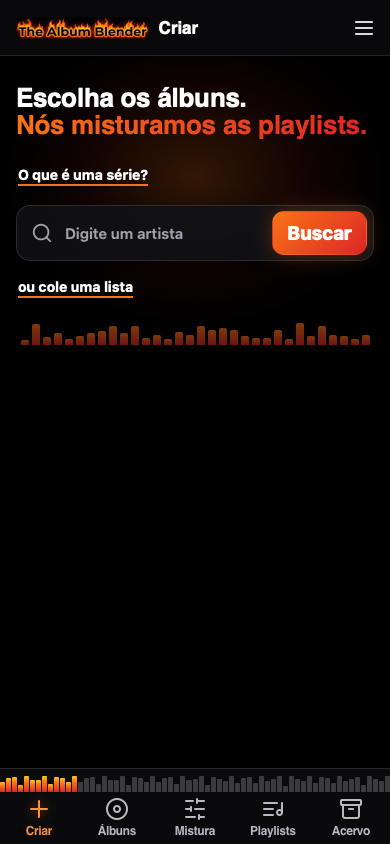 The Album Blender Criar
Escolha os álbuns.
Nós misturamos as playlists.
O que é uma série?
Digite um artista
Buscar
ou cole uma lista
Criar
Álbuns
Mistura
Playlists
Acervo